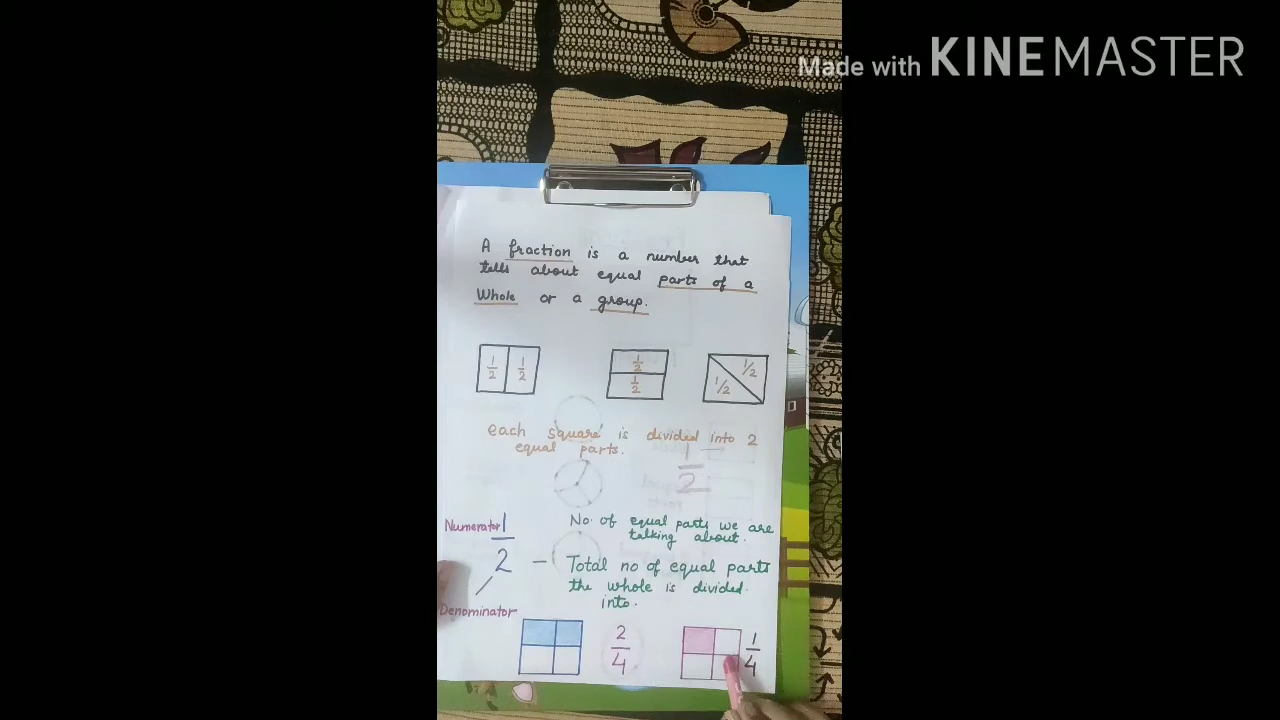 Made with KINEMASTER
A fraction is a number that
tells about equal parts of a
Whole or a group.
1/2 1/2
1/2
1/2
1/2
1/2
each square is divided into 2
equal parts.
1/2
Numerator 1
No. of equal parts we are
talking about.
2 — Total no of equal parts
the whole is divided.
into.
Denominator
2/4
1/4